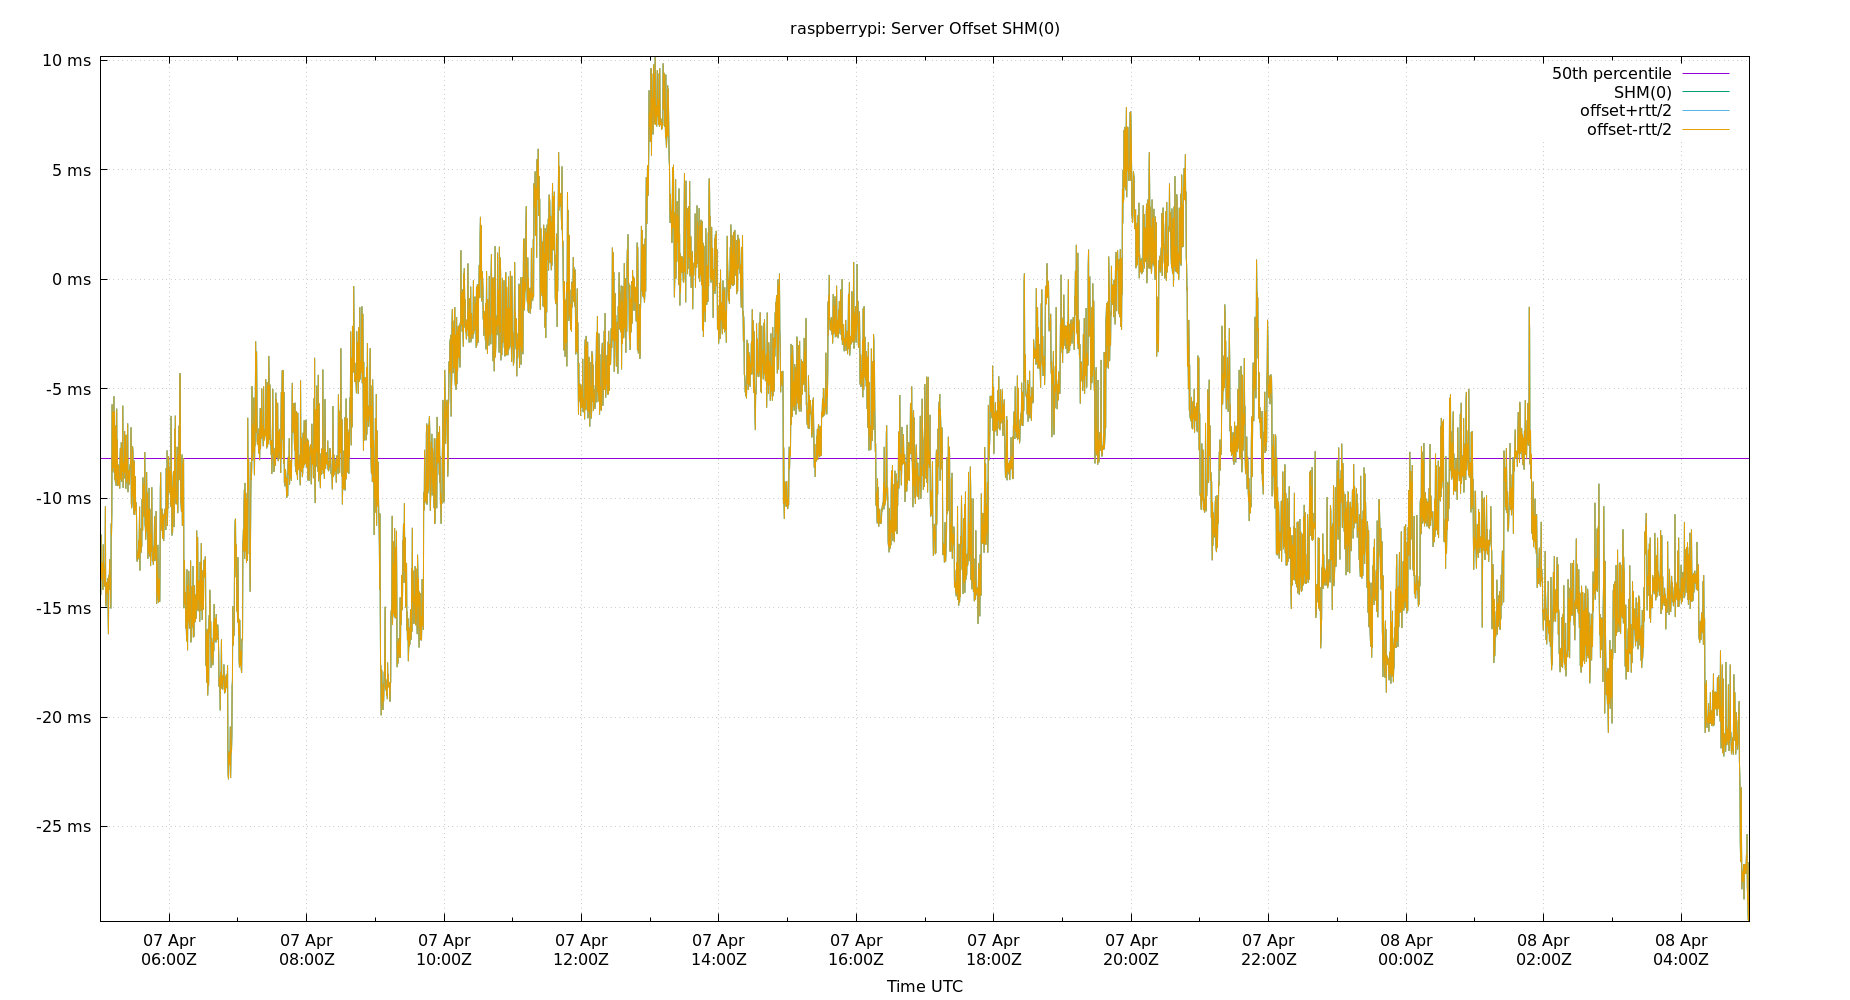 raspberrypi: Server Offset SHM(0)
10 ms
5 ms
0 ms
-5 ms
-10 ms
-15 ms
-20 ms
-25 ms
50th percentile
SHM(0)
offset+rtt/2
offset-rtt/2
07 Apr 07 Apr 07 Apr 07 Apr 07 Apr 07 Apr 07 Apr 07 Apr 07 Apr 08 Apr 08 Apr 08 Apr
06:00Z 08:00Z 10:00Z 12:00Z 14:00Z 16:00Z 18:00Z 20:00Z 22:00Z 00:00Z 02:00Z 04:00Z
Time UTC